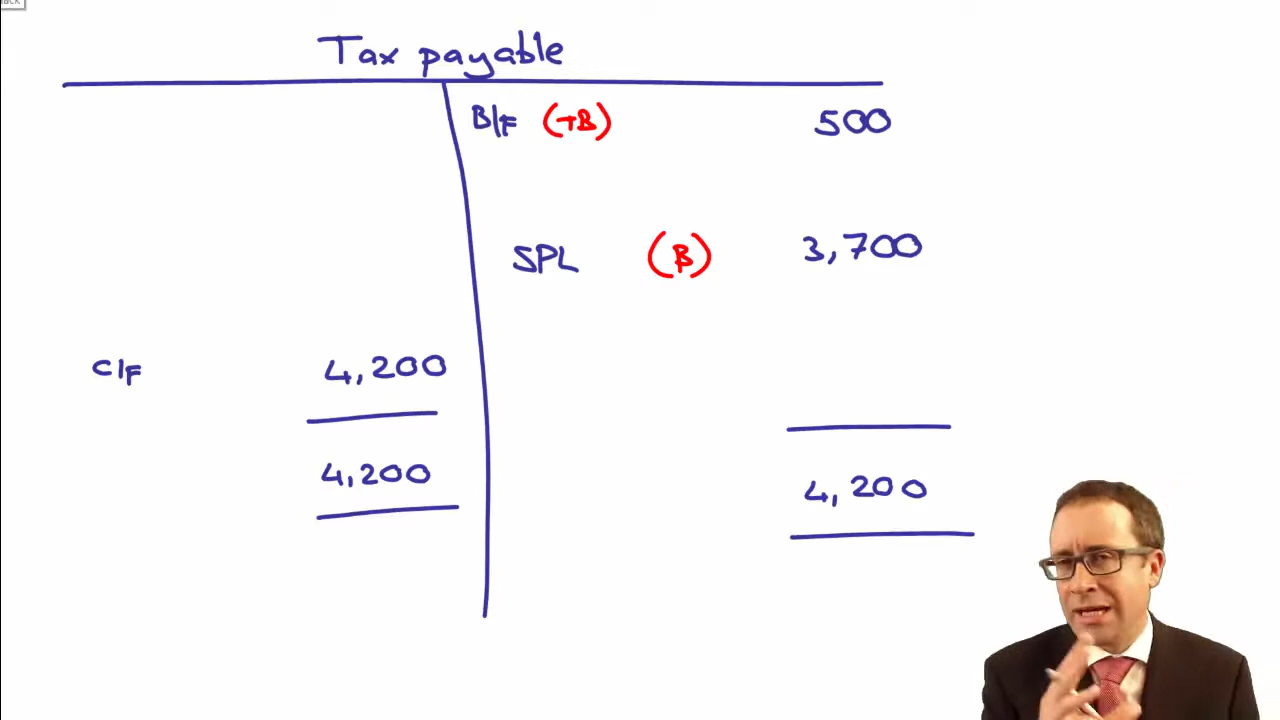 Tax payable
B/F (TB) 500
SPL (B) 3,700
C/F 4,200
4,200 4,200